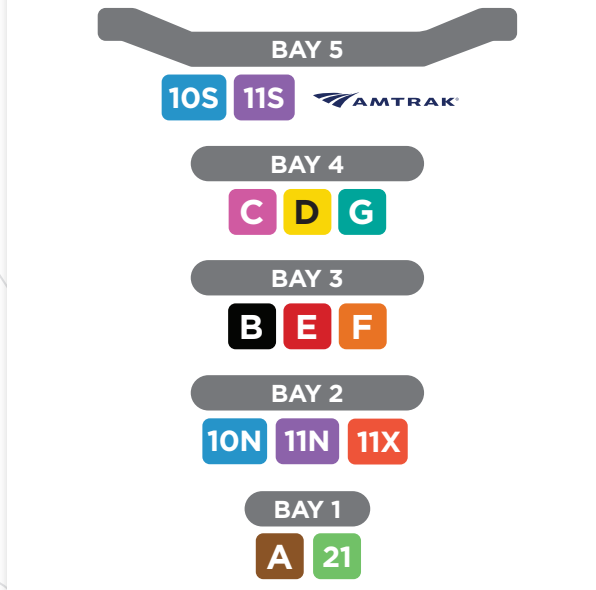 BAY 5
10S 11S AMTRAK
BAY 4
C D G
BAY 3
B E F
BAY 2
10N 11N 11X
BAY 1
A 21